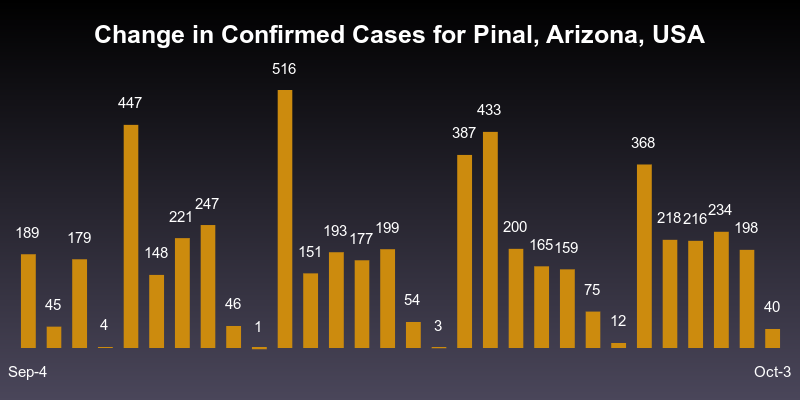 Change in Confirmed Cases for Pinal, Arizona, USA
189 45 179 4 447 148 221 247 46 1 516 151 193 177 199 54 3 387 433 200 165 159 75 12 368 218 216 234 198 40
Sep-4 Oct-3